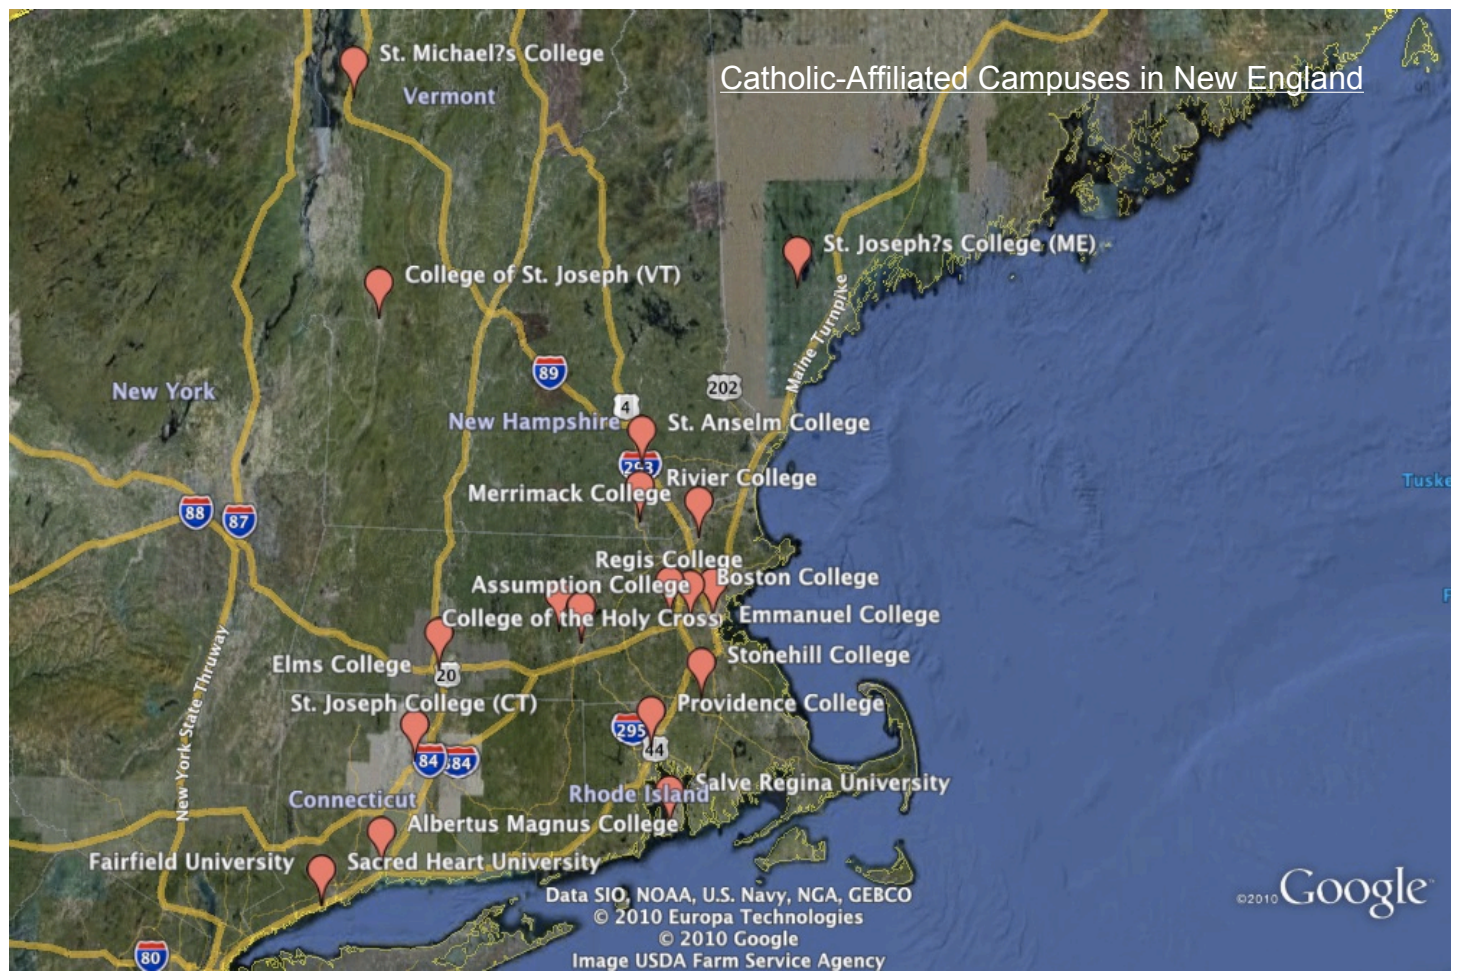 St. Michael?s College
Catholic-Affiliated Campuses in New England
Vermont
St. Joseph?s College (ME)
College of St. Joseph (VT)
Maine Turnpike
89
New York
202
4
New Hampshire
St. Anselm College
293
Rivier College
Merrimack College
88
87
Regis College
Boston College
Assumption College
College of the Holy Cross
Emmanuel College
Elms College
20
Stonehill College
New York State Thruway
St. Joseph College (CT)
Providence College
295
44
84
384
Salve Regina University
Rhode Island
Connecticut
Albertus Magnus College
Fairfield University
Sacred Heart University
Data SIO, NOAA, U.S. Navy, NGA, GEBCO
© 2010 Europa Technologies
© 2010 Google
Image USDA Farm Service Agency
©2010 Google
80